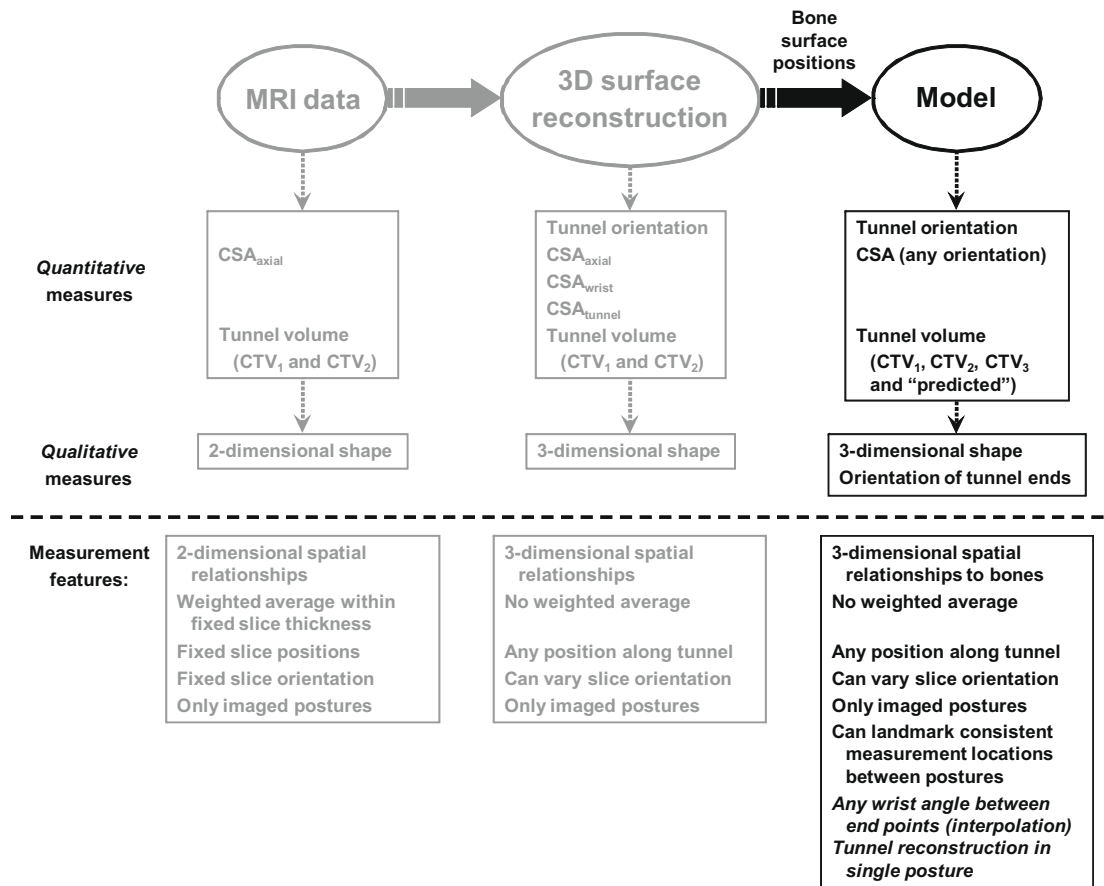 Bone
surface
positions
MRI data
3D surface
reconstruction
Model
Quantitative
measures
CSAaxial
Tunnel volume
(CTV1 and CTV2)
Tunnel orientation
CSAaxial
CSAwrist
CSAtunnel
Tunnel volume
(CTV1 and CTV2)
Tunnel orientation
CSA (any orientation)
Tunnel volume
(CTV1, CTV2, CTV3
and “predicted”)
Qualitative
measures
2-dimensional shape
3-dimensional shape
3-dimensional shape
Orientation of tunnel ends
Measurement
features:
2-dimensional spatial
relationships
Weighted average within
fixed slice thickness
Fixed slice positions
Fixed slice orientation
Only imaged postures
3-dimensional spatial
relationships
No weighted average
Any position along tunnel
Can vary slice orientation
Only imaged postures
3-dimensional spatial
relationships to bones
No weighted average
Any position along tunnel
Can vary slice orientation
Only imaged postures
Can landmark consistent
measurement locations
between postures
Any wrist angle between
end points (interpolation)
Tunnel reconstruction in
single posture